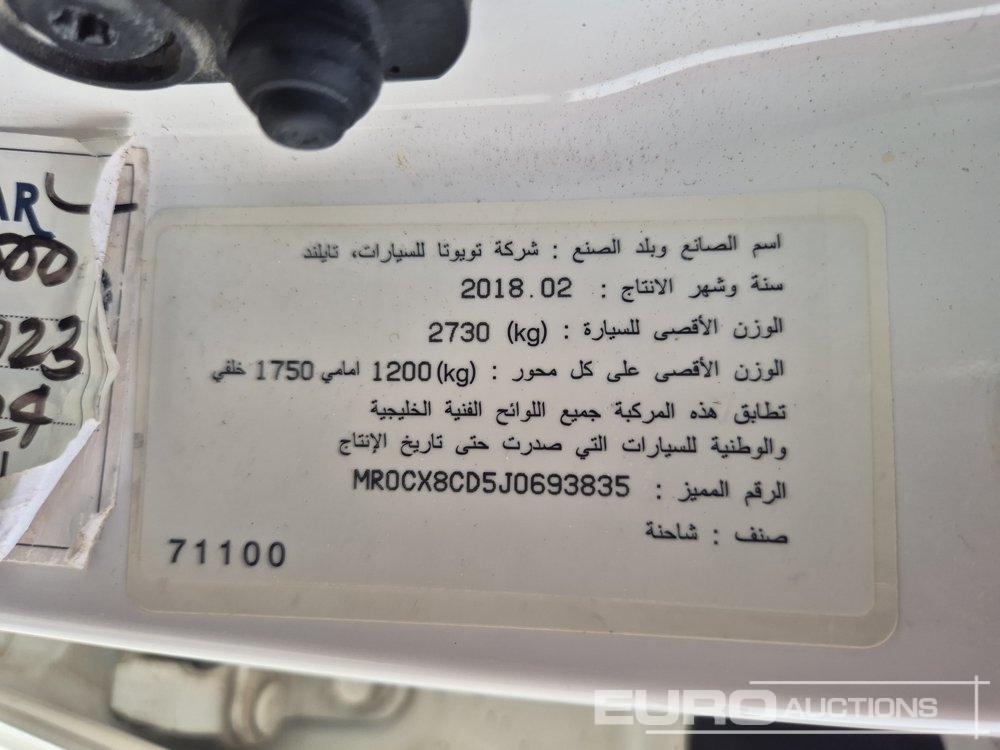 اسم الصانع وبلد الصنع : شركة تويوتا للسيارات، تايلند
سنة وشهر الانتاج : 2018.02
الوزن الأقصى للسيارة : (kg) 2730
الوزن الأقصى على كل محور : (kg) 1200 امامي 1750 خلفي
تطابق هذه المركبة جميع اللوائح الفنية الخليجية
والوطنية للسيارات التي صدرت حتى تاريخ الإنتاج
الرقم المميز : MR0CX8CD5J0693835
صنف : شاحنة
71100
EURO AUCTIONS